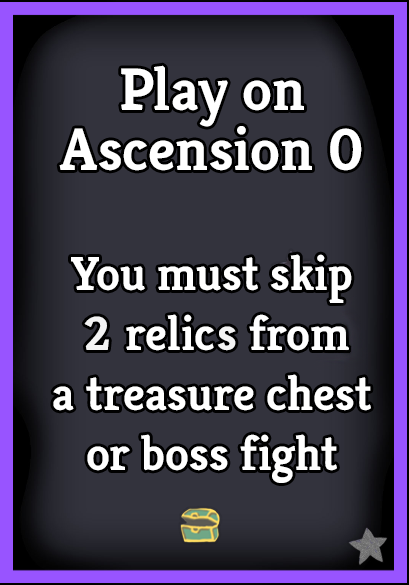 Play on
Ascension 0
You must skip
2 relics from
a treasure chest
or boss fight